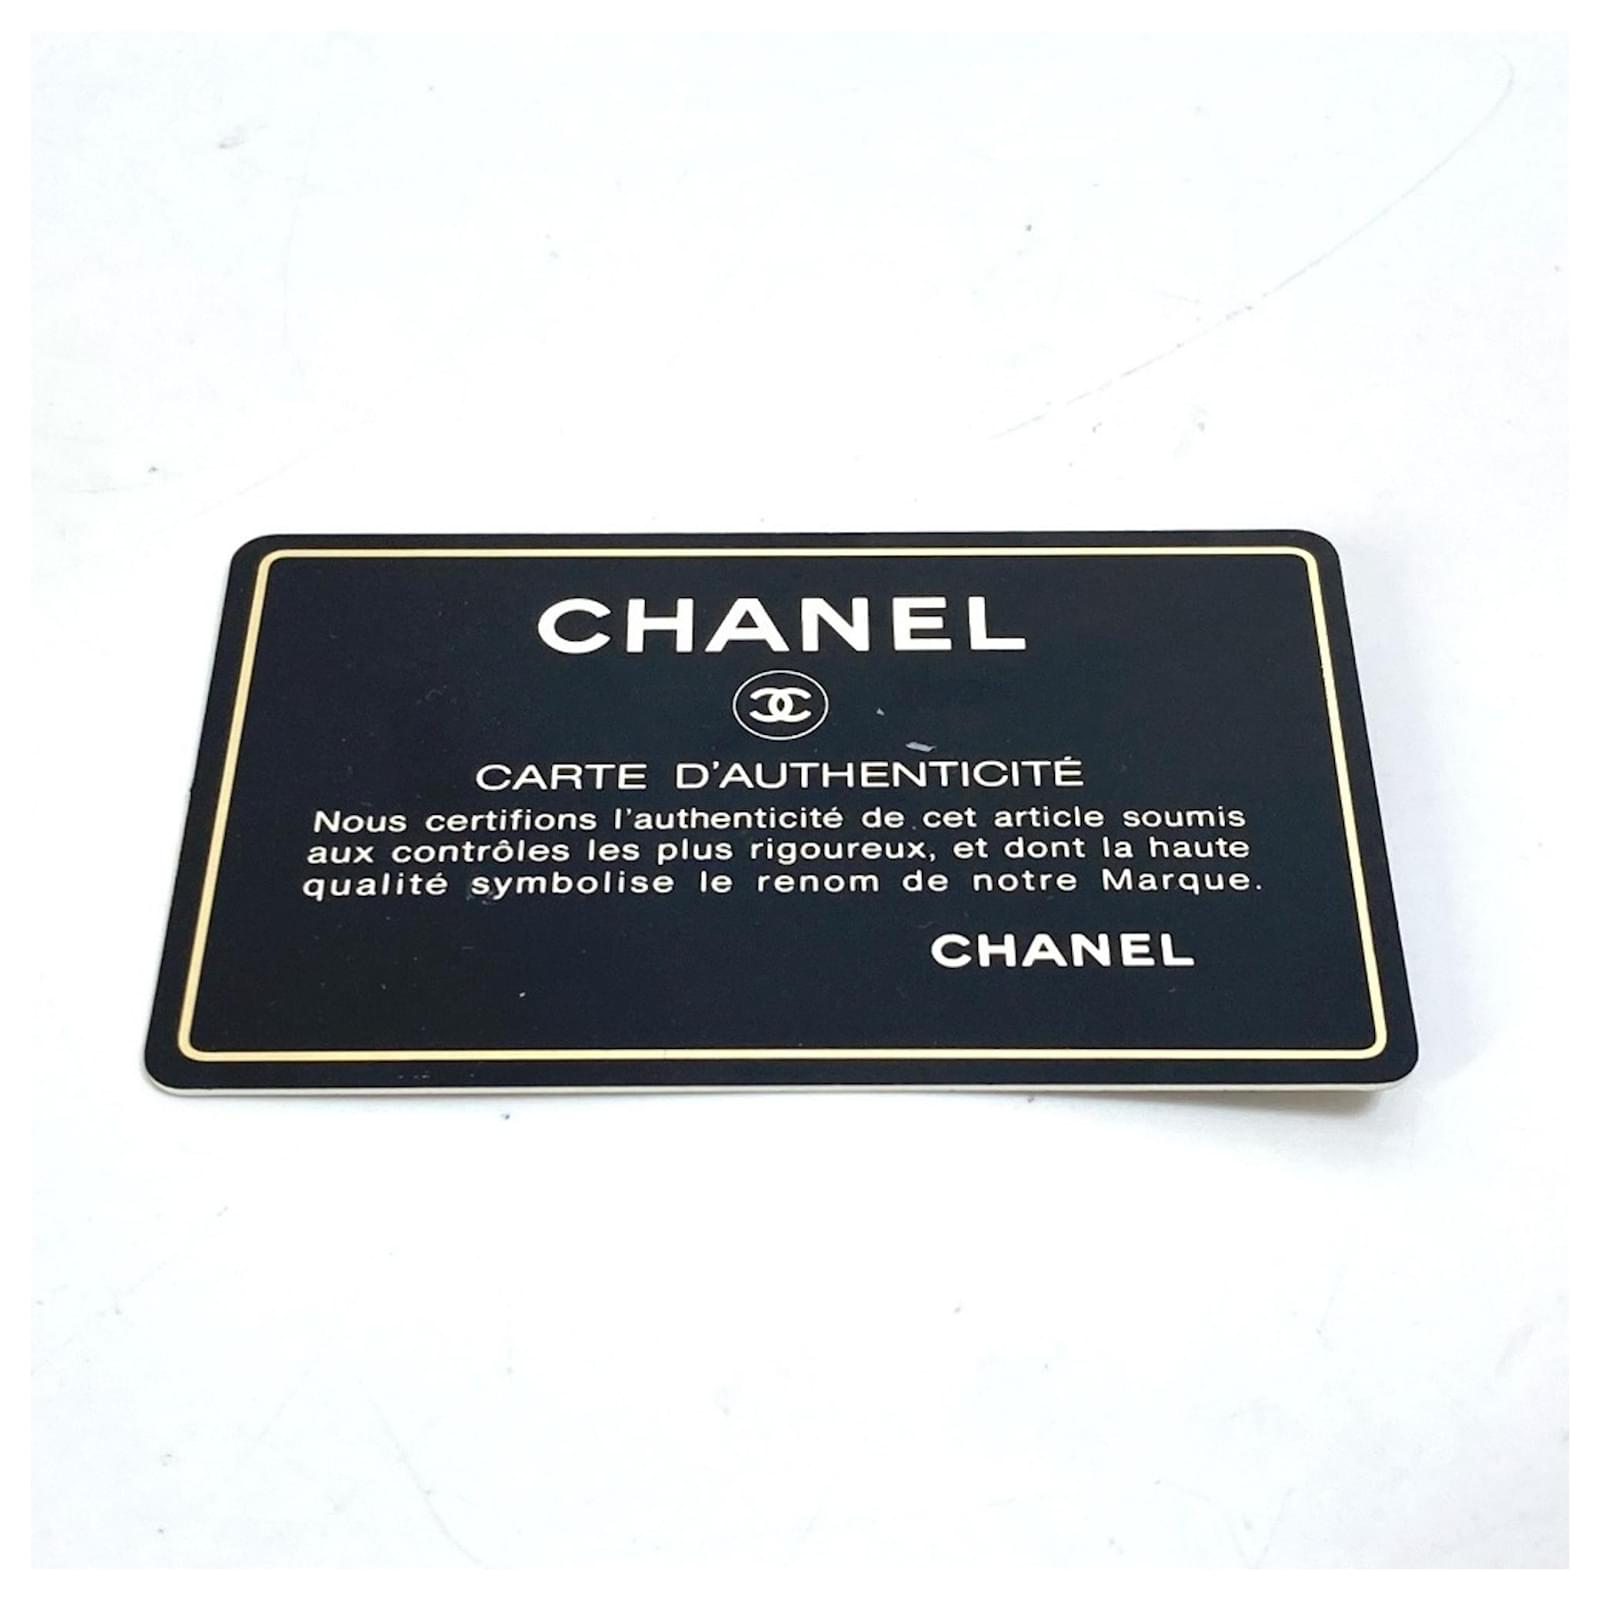 CHANEL
CARTE D'AUTHENTICITÉ
Nous certifions l'authenticité de cet article soumis
aux contrôles les plus rigoureux, et dont la haute
qualité symbolise le renom de notre Marque.
CHANEL